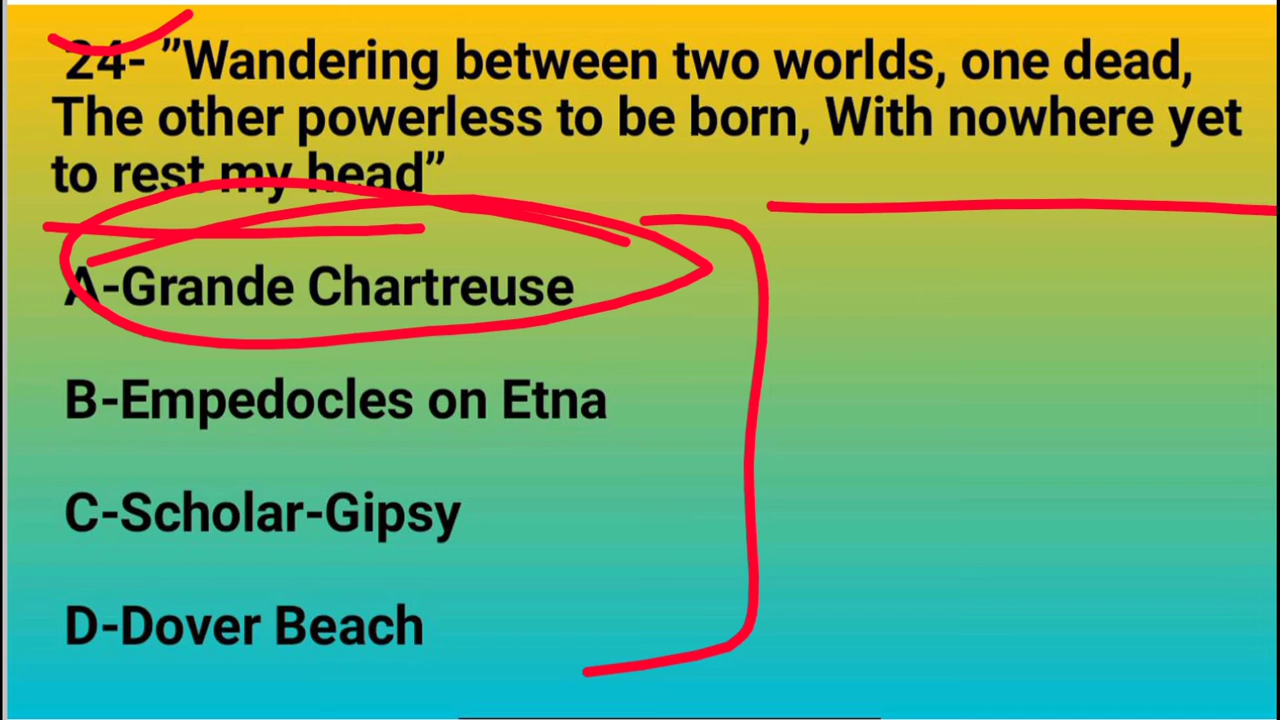 24- ”Wandering between two worlds, one dead,
The other powerless to be born, With nowhere yet
to rest my head”
A-Grande Chartreuse
B-Empedocles on Etna
C-Scholar-Gipsy
D-Dover Beach